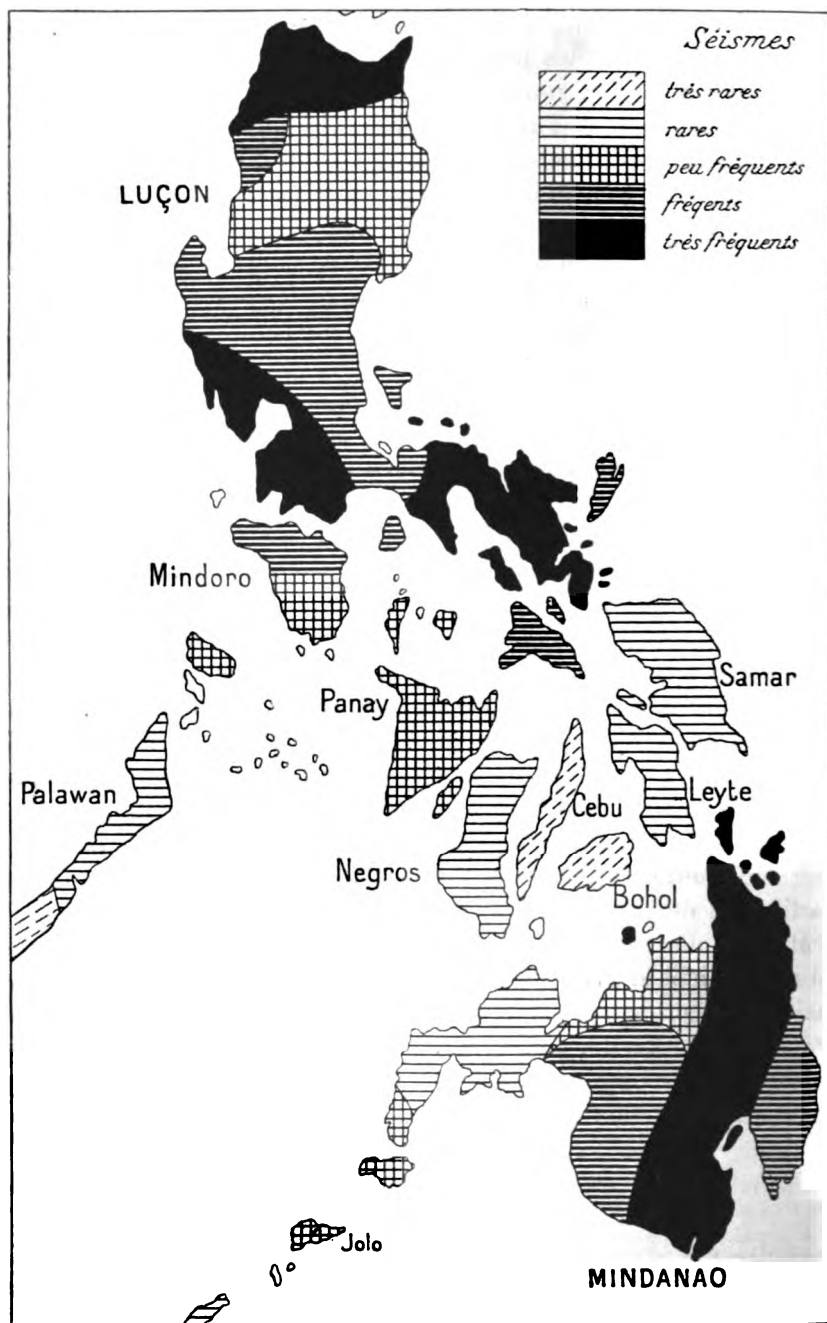 Séismes
très rares
rares
peu fréquents
fréqents
très fréquents
LUÇON
Mindoro
Samar
Panay
Palawan
Cebu
Leyte
Negros
Bohol
Jolo
MINDANAO